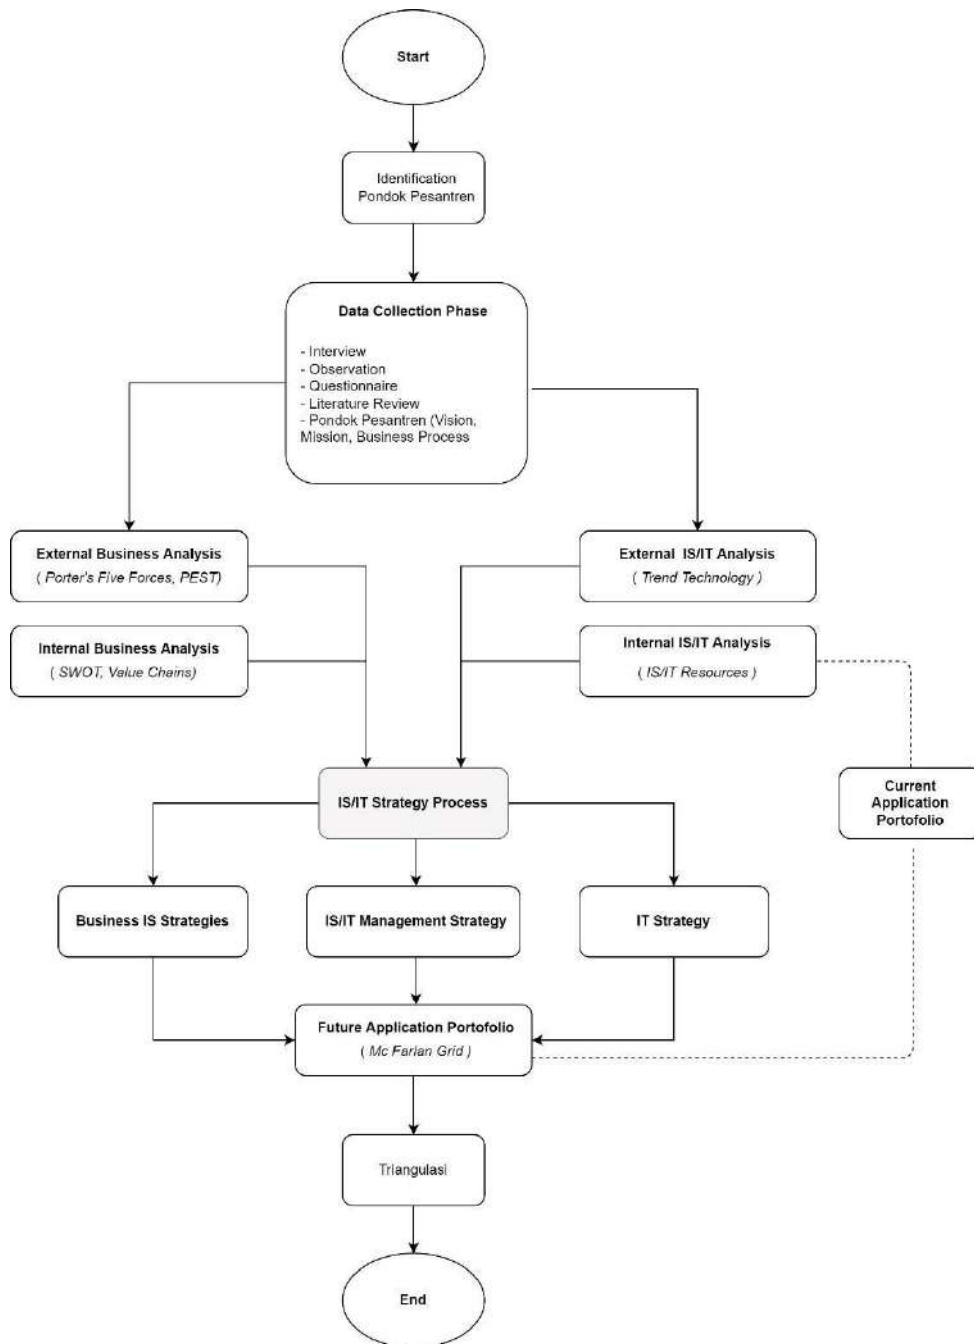 Start
Identification
Pondok Pesantren
Data Collection Phase
- Interview
- Observation
- Questionnaire
- Literature Review
- Pondok Pesantren (Vision,
Mission, Business Process
External Business Analysis
( Porter's Five Forces, PEST)
External IS/IT Analysis
( Trend Technology )
Internal Business Analysis
( SWOT, Value Chains)
Internal IS/IT Analysis
( IS/IT Resources )
IS/IT Strategy Process
Current
Application
Portofolio
Business IS Strategies
IS/IT Management Strategy
IT Strategy
Future Application Portofolio
( Mc Farlan Grid )
Triangulasi
End